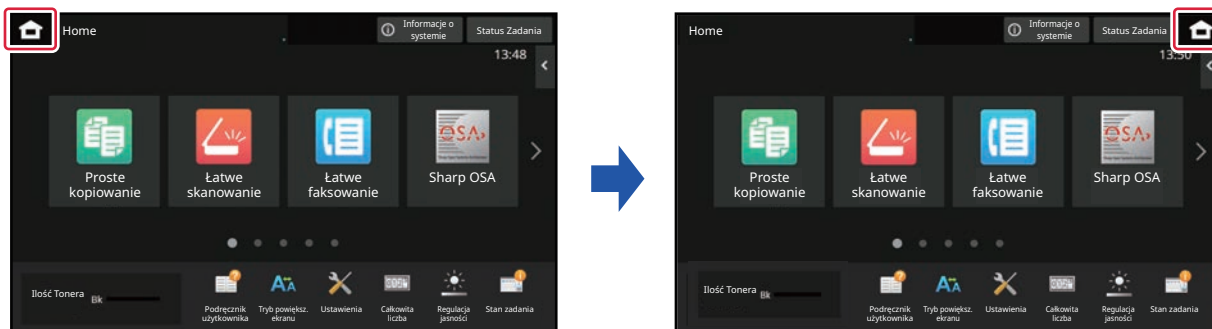 Home
Informacje o
systemie
Status Zadania
13:48
Proste
kopiowanie
Łatwe
skanowanie
Łatwe
faksowanie
OSA
Sharp OSA
Ilość Tonera
Bk
Podręcznik
użytkownika
Tryb powiększ.
ekranu
Ustawienia
Całkowita
liczba
Regulacja
jasności
Stan zadania
Home
Informacje o
systemie
Status Zadania
13:50
Proste
kopiowanie
Łatwe
skanowanie
Łatwe
faksowanie
OSA
Sharp OSA
Ilość Tonera
Bk
Podręcznik
użytkownika
Tryb powiększ.
ekranu
Ustawienia
Całkowita
liczba
Regulacja
jasności
Stan zadania